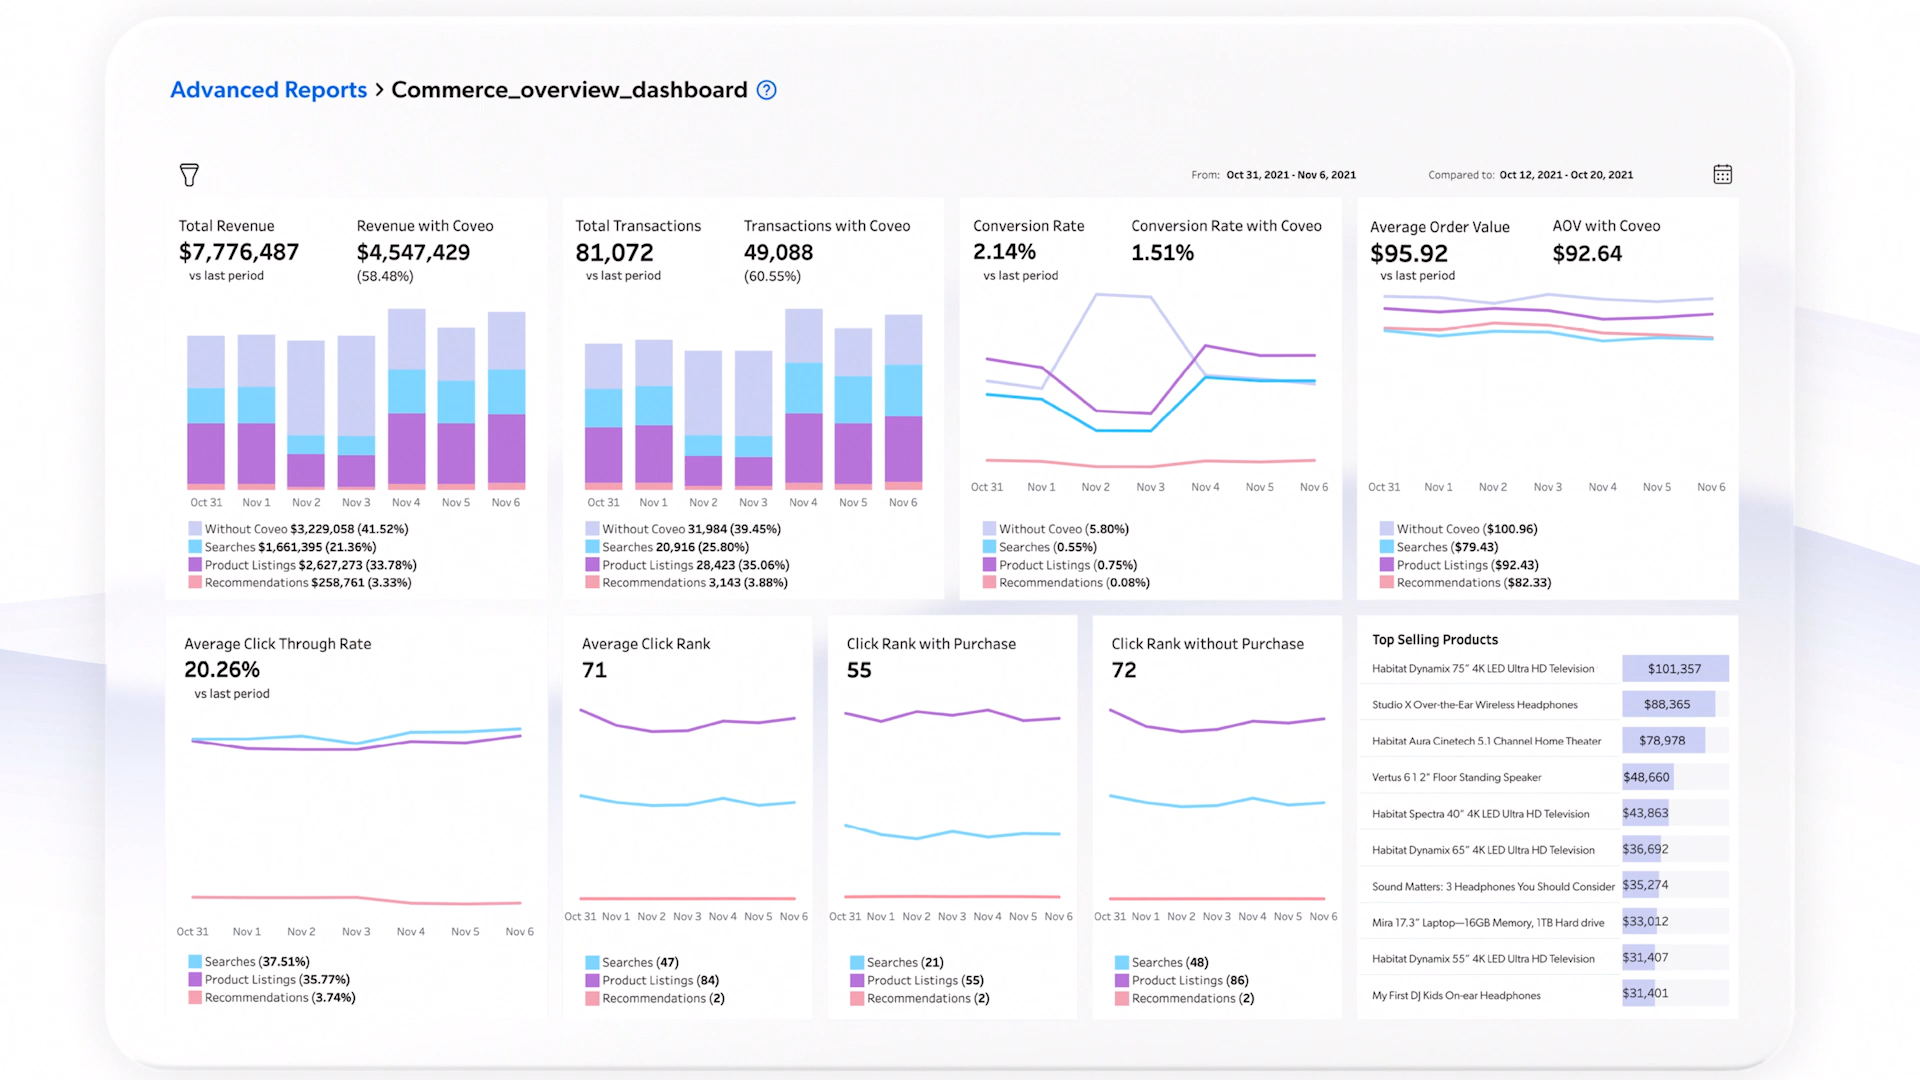 Advanced Reports > Commerce_overview_dashboard ?
From: Oct 31, 2021 - Nov 6, 2021
Compared to: Oct 12, 2021 - Oct 20, 2021
Total Revenue
$7,776,487
vs last period
Revenue with Coveo
$4,547,429
(58.48%)
Oct 31 Nov 1 Nov 2 Nov 3 Nov 4 Nov 5 Nov 6
Without Coveo $3,229,058 (41.52%)
Searches $1,661,395 (21.36%)
Product Listings $2,627,273 (33.78%)
Recommendations $258,761 (3.33%)
Total Transactions
81,072
vs last period
Transactions with Coveo
49,088
(60.55%)
Oct 31 Nov 1 Nov 2 Nov 3 Nov 4 Nov 5 Nov 6
Without Coveo 31,984 (39.45%)
Searches 20,916 (25.80%)
Product Listings 28,423 (35.06%)
Recommendations 3,143 (3.88%)
Conversion Rate
2.14%
vs last period
Conversion Rate with Coveo
1.51%
Oct 31 Nov 1 Nov 2 Nov 3 Nov 4 Nov 5 Nov 6
Without Coveo (5.80%)
Searches (0.55%)
Product Listings (0.75%)
Recommendations (0.08%)
Average Order Value
$95.92
vs last period
AOV with Coveo
$92.64
Oct 31 Nov 1 Nov 2 Nov 3 Nov 4 Nov 5 Nov 6
Without Coveo ($100.96)
Searches ($79.43)
Product Listings ($92.43)
Recommendations ($82.33)
Average Click Through Rate
20.26%
vs last period
Oct 31 Nov 1 Nov 2 Nov 3 Nov 4 Nov 5 Nov 6
Searches (37.51%)
Product Listings (35.77%)
Recommendations (3.74%)
Average Click Rank
71
Oct 31 Nov 1 Nov 2 Nov 3 Nov 4 Nov 5 Nov 6
Searches (47)
Product Listings (84)
Recommendations (2)
Click Rank with Purchase
55
Oct 31 Nov 1 Nov 2 Nov 3 Nov 4 Nov 5 Nov 6
Searches (21)
Product Listings (55)
Recommendations (2)
Click Rank without Purchase
72
Oct 31 Nov 1 Nov 2 Nov 3 Nov 4 Nov 5 Nov 6
Searches (48)
Product Listings (86)
Recommendations (2)
Top Selling Products
Habitat Dynamix 75” 4K LED Ultra HD Television $101,357
Studio X Over-the-Ear Wireless Headphones $88,365
Habitat Aura Cinetech 5.1 Channel Home Theater $78,978
Vertus 6 1 2” Floor Standing Speaker $48,660
Habitat Spectra 40” 4K LED Ultra HD Television $43,863
Habitat Dynamix 65” 4K LED Ultra HD Television $36,692
Sound Matters: 3 Headphones You Should Consider $35,274
Mira 17.3” Laptop—16GB Memory, 1TB Hard drive $33,012
Habitat Dynamix 55” 4K LED Ultra HD Television $31,407
My First DJ Kids On-ear Headphones $31,401